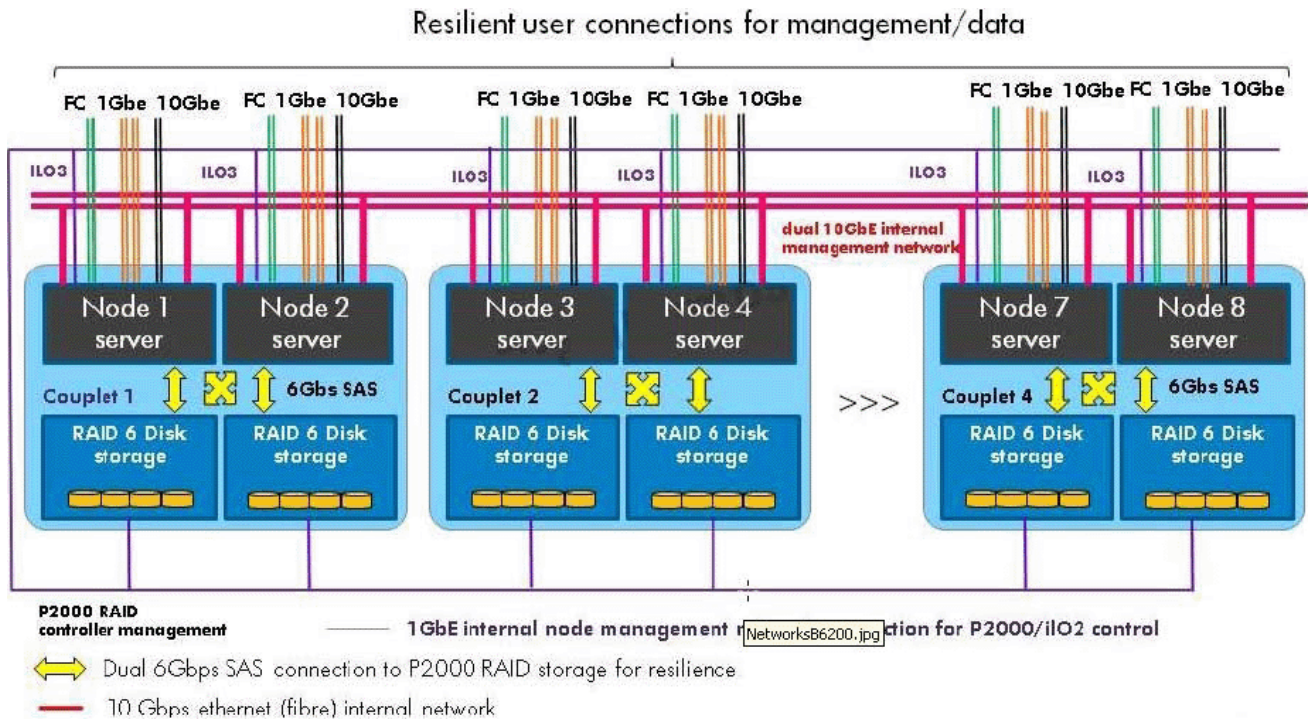 Resilient user connections for management/data
FC 1Gbe 10Gbe
FC 1Gbe 10Gbe
FC 1Gbe 10Gbe
FC 1Gbe 10Gbe
FC 1Gbe 10Gbe
FC 1Gbe 10Gbe
ILO3
ILO3
ILO3
ILO3
ILO3
ILO3
dual 10GbE internal
management network
Node 1
server
Node 2
server
Node 3
server
Node 4
server
Node 7
server
Node 8
server
Couplet 1
6Gbs SAS
Couplet 2
>>>
Couplet 4
6Gbs SAS
RAID 6 Disk
storage
RAID 6 Disk
storage
RAID 6 Disk
storage
RAID 6 Disk
storage
RAID 6 Disk
storage
RAID 6 Disk
storage
P2000 RAID
controller management
1GbE internal node management
NetworksB6200.jpg
for P2000/ilO2 control
Dual 6Gbps SAS connection to P2000 RAID storage for resilience
10 Gbps ethernet (fibre) internal network